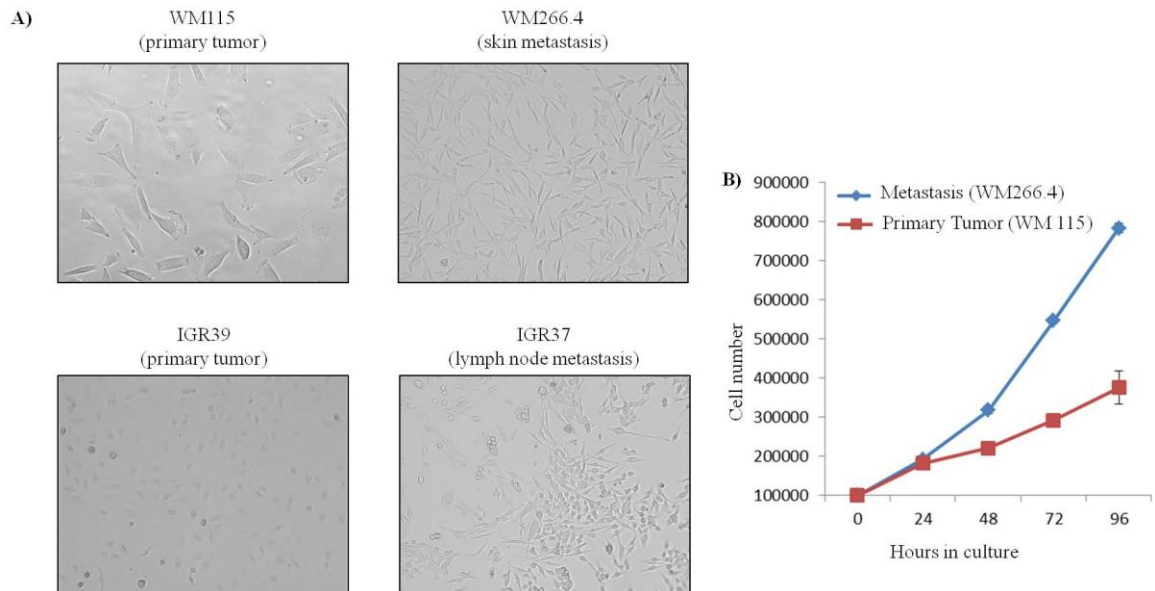 A)
WM115
(primary tumor)
WM266.4
(skin metastasis)
IGR39
(primary tumor)
IGR37
(lymph node metastasis)
B)
Metastasis (WM266.4)
Primary Tumor (WM 115)
Cell number
900000
800000
700000
600000
500000
400000
300000
200000
100000
0 24 48 72 96
Hours in culture